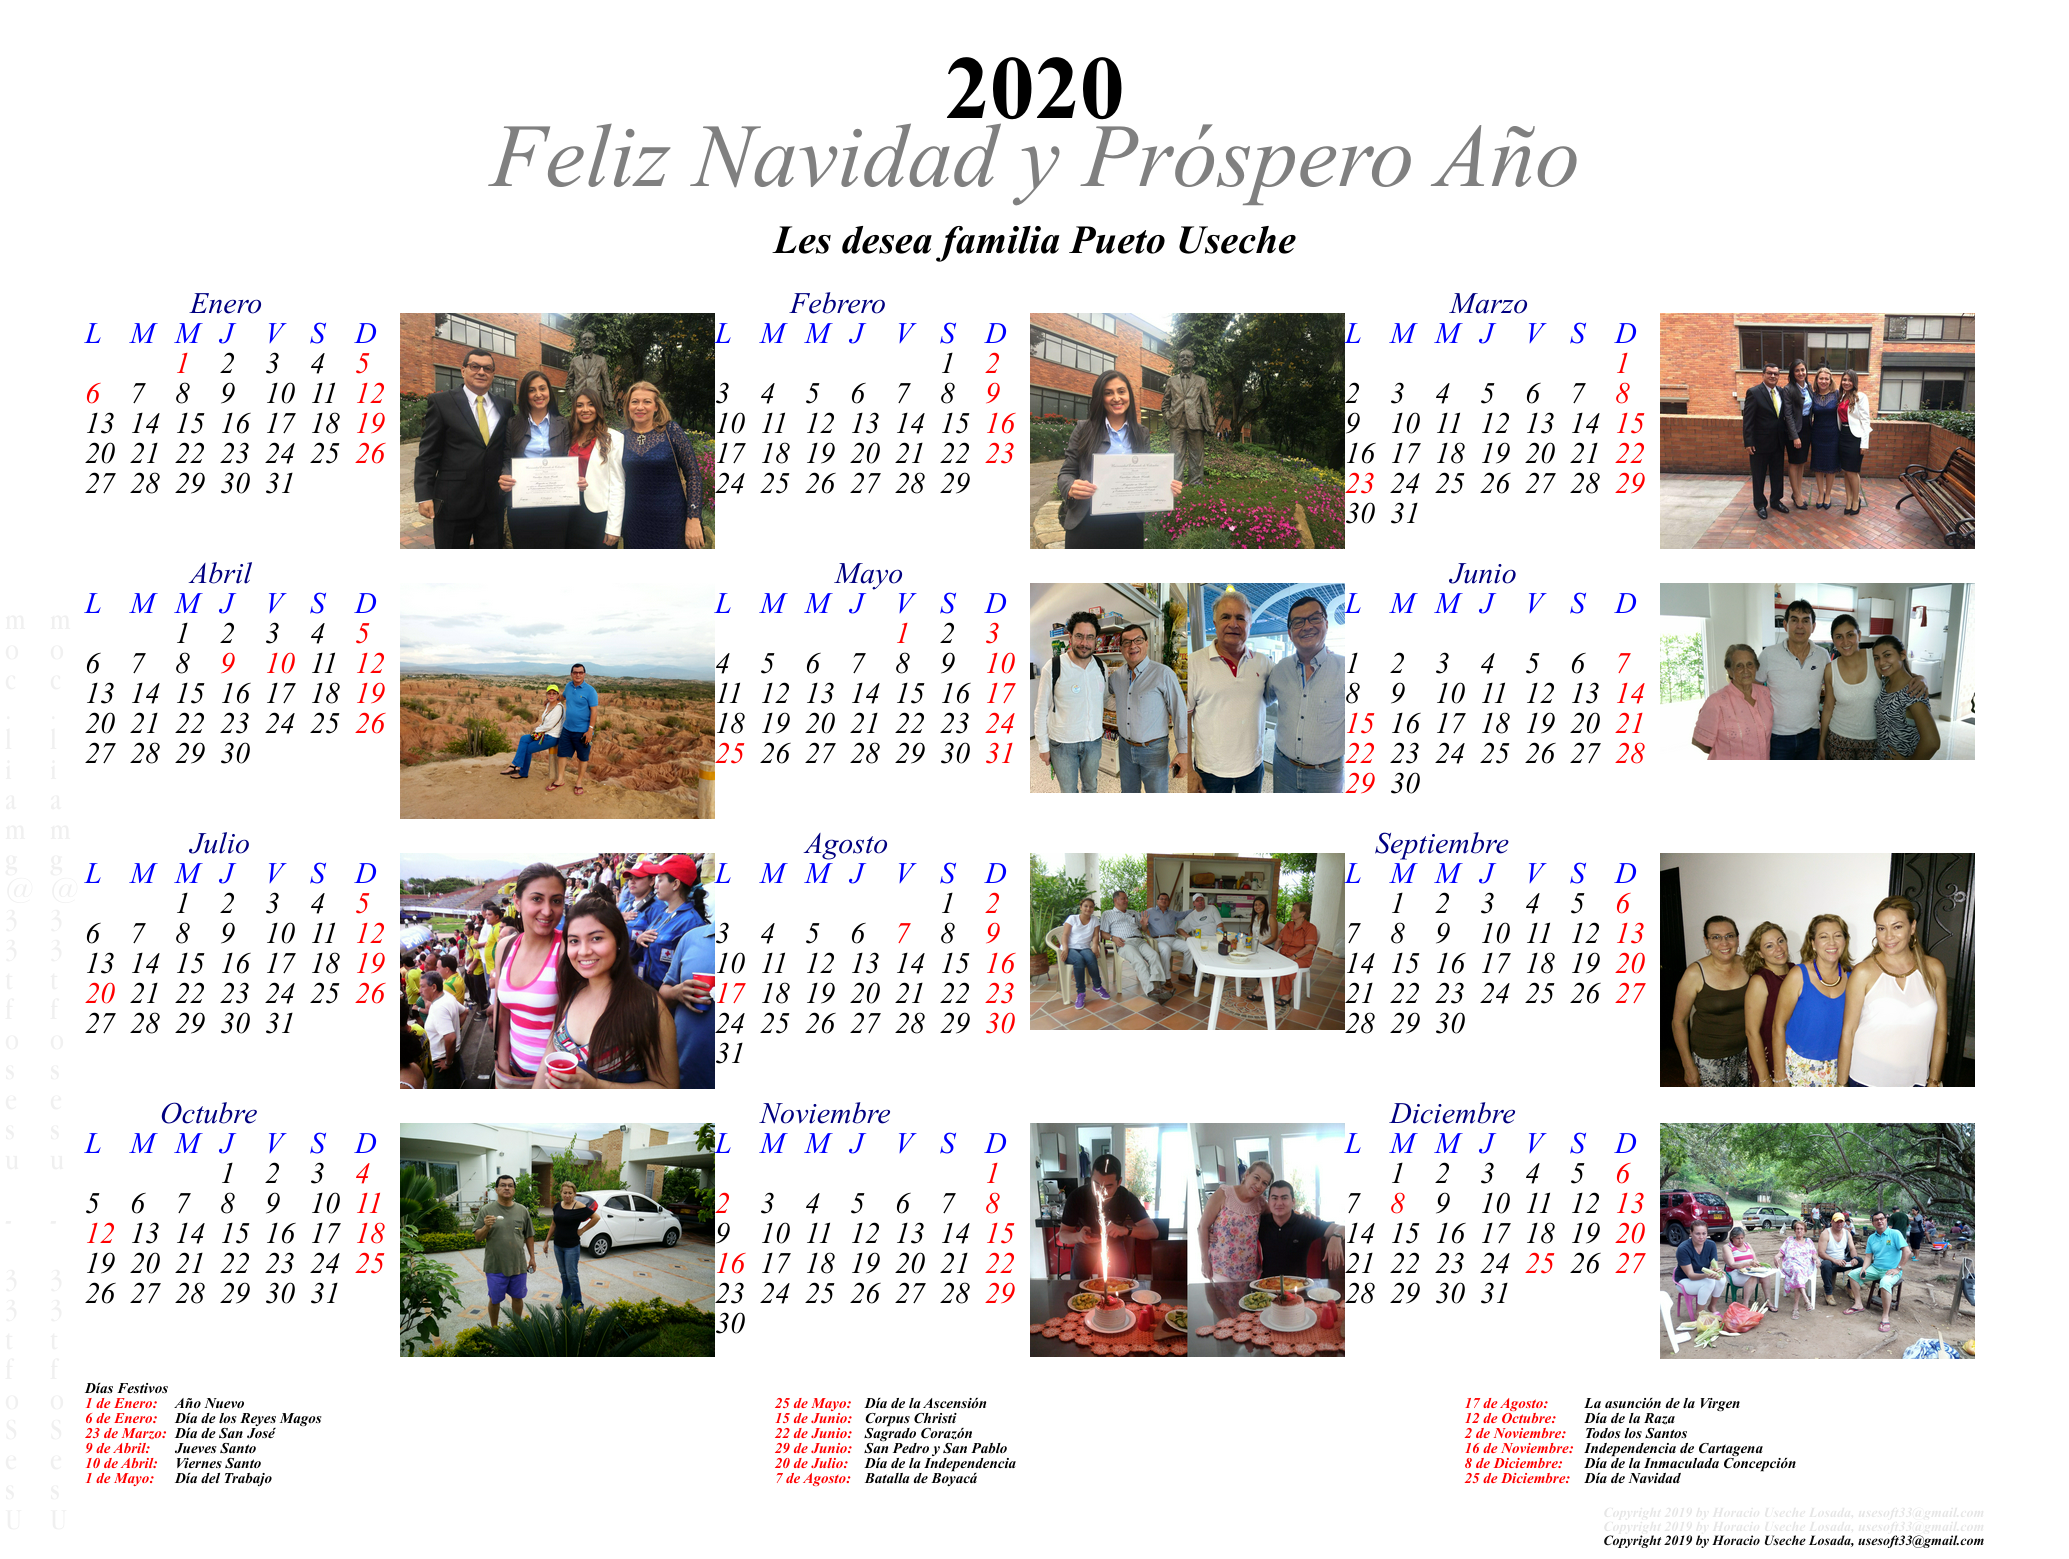 2020
Feliz Navidad y Próspero Año
Les desea familia Pueto Useche
Enero
L M M J V S D
1 2 3 4 5
6 7 8 9 10 11 12
13 14 15 16 17 18 19
20 21 22 23 24 25 26
27 28 29 30 31
Febrero
L M M J V S D
1 2
3 4 5 6 7 8 9
10 11 12 13 14 15 16
17 18 19 20 21 22 23
24 25 26 27 28 29
Marzo
L M M J V S D
1
2 3 4 5 6 7 8
9 10 11 12 13 14 15
16 17 18 19 20 21 22
23 24 25 26 27 28 29
30 31
Abril
L M M J V S D
1 2 3 4 5
6 7 8 9 10 11 12
13 14 15 16 17 18 19
20 21 22 23 24 25 26
27 28 29 30
Mayo
L M M J V S D
1 2 3
4 5 6 7 8 9 10
11 12 13 14 15 16 17
18 19 20 21 22 23 24
25 26 27 28 29 30 31
Junio
L M M J V S D
1 2 3 4 5 6 7
8 9 10 11 12 13 14
15 16 17 18 19 20 21
22 23 24 25 26 27 28
29 30
Julio
L M M J V S D
1 2 3 4 5
6 7 8 9 10 11 12
13 14 15 16 17 18 19
20 21 22 23 24 25 26
27 28 29 30 31
Agosto
L M M J V S D
1 2
3 4 5 6 7 8 9
10 11 12 13 14 15 16
17 18 19 20 21 22 23
24 25 26 27 28 29 30
31
Septiembre
L M M J V S D
1 2 3 4 5 6
7 8 9 10 11 12 13
14 15 16 17 18 19 20
21 22 23 24 25 26 27
28 29 30
Octubre
L M M J V S D
1 2 3 4
5 6 7 8 9 10 11
12 13 14 15 16 17 18
19 20 21 22 23 24 25
26 27 28 29 30 31
Noviembre
L M M J V S D
1
2 3 4 5 6 7 8
9 10 11 12 13 14 15
16 17 18 19 20 21 22
23 24 25 26 27 28 29
30
Diciembre
L M M J V S D
1 2 3 4 5 6
7 8 9 10 11 12 13
14 15 16 17 18 19 20
21 22 23 24 25 26 27
28 29 30 31
Días Festivos
1 de Enero: Año Nuevo
6 de Enero: Día de los Reyes Magos
23 de Marzo: Día de San José
9 de Abril: Jueves Santo
10 de Abril: Viernes Santo
1 de Mayo: Día del Trabajo
25 de Mayo: Día de la Ascensión
15 de Junio: Corpus Christi
22 de Junio: Sagrado Corazón
29 de Junio: San Pedro y San Pablo
20 de Julio: Día de la Independencia
7 de Agosto: Batalla de Boyacá
17 de Agosto: La asunción de la Virgen
12 de Octubre: Día de la Raza
2 de Noviembre: Todos los Santos
16 de Noviembre: Independencia de Cartagena
8 de Diciembre: Día de la Inmaculada Concepción
25 de Diciembre: Día de Navidad
UseSoft33 - usesoft33@gmail.com
UseSoft33 - usesoft33@gmail.com
Copyright 2019 by Horacio Useche Losada, usesoft33@gmail.com
Copyright 2019 by Horacio Useche Losada, usesoft33@gmail.com
Copyright 2019 by Horacio Useche Losada, usesoft33@gmail.com